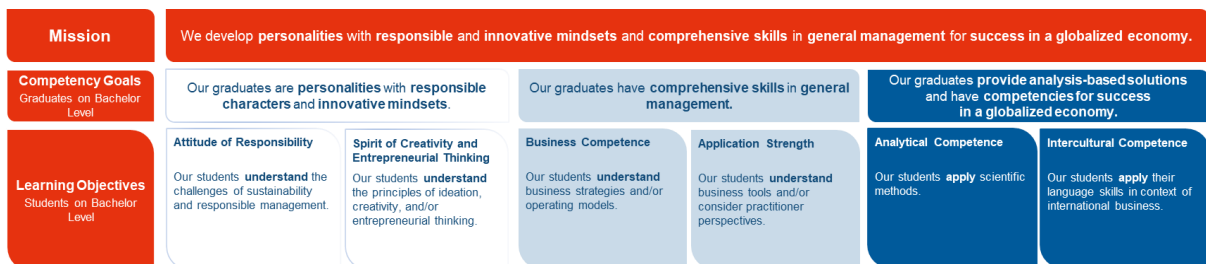 Mission
We develop personalities with responsible and innovative mindsets and comprehensive skills in general management for success in a globalized economy.
Competency Goals
Graduates on Bachelor
Level
Our graduates are personalities with responsible
characters and innovative mindsets.
Our graduates have comprehensive skills in general
management.
Our graduates provide analysis-based solutions
and have competencies for success
in a globalized economy.
Learning Objectives
Students on Bachelor
Level
Attitude of Responsibility
Our students understand the
challenges of sustainability
and responsible management.
Spirit of Creativity and
Entrepreneurial Thinking
Our students understand
the principles of ideation,
creativity, and/or
entrepreneurial thinking.
Business Competence
Our students understand
business strategies and/or
operating models.
Application Strength
Our students understand
business tools and/or
consider practitioner
perspectives.
Analytical Competence
Our students apply scientific
methods.
Intercultural Competence
Our students apply their
language skills in context of
international business.